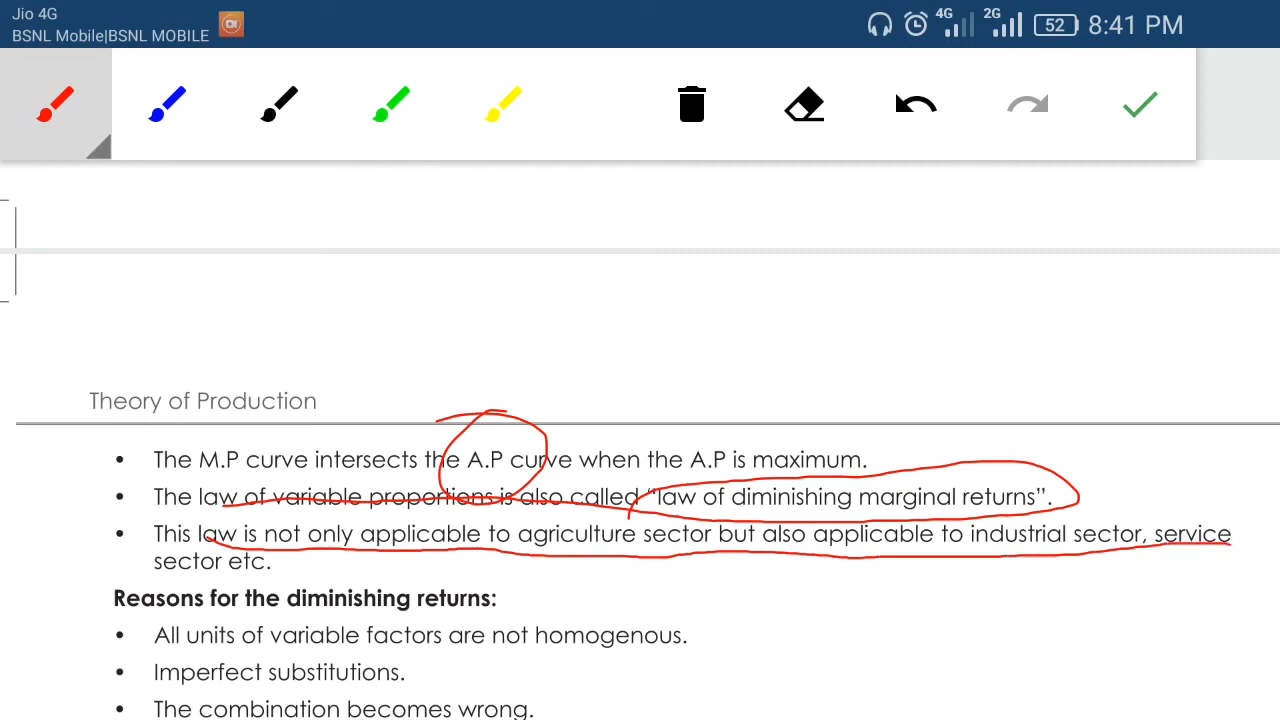 Jio 4G
BSNL Mobile|BSNL MOBILE
4G 2G 52 8:41 PM
Theory of Production
• The M.P curve intersects the A.P curve when the A.P is maximum.
• The law of variable proportions is also called “law of diminishing marginal returns”.
• This law is not only applicable to agriculture sector but also applicable to industrial sector, service
sector etc.
Reasons for the diminishing returns:
• All units of variable factors are not homogenous.
• Imperfect substitutions.
• The combination becomes wrong.